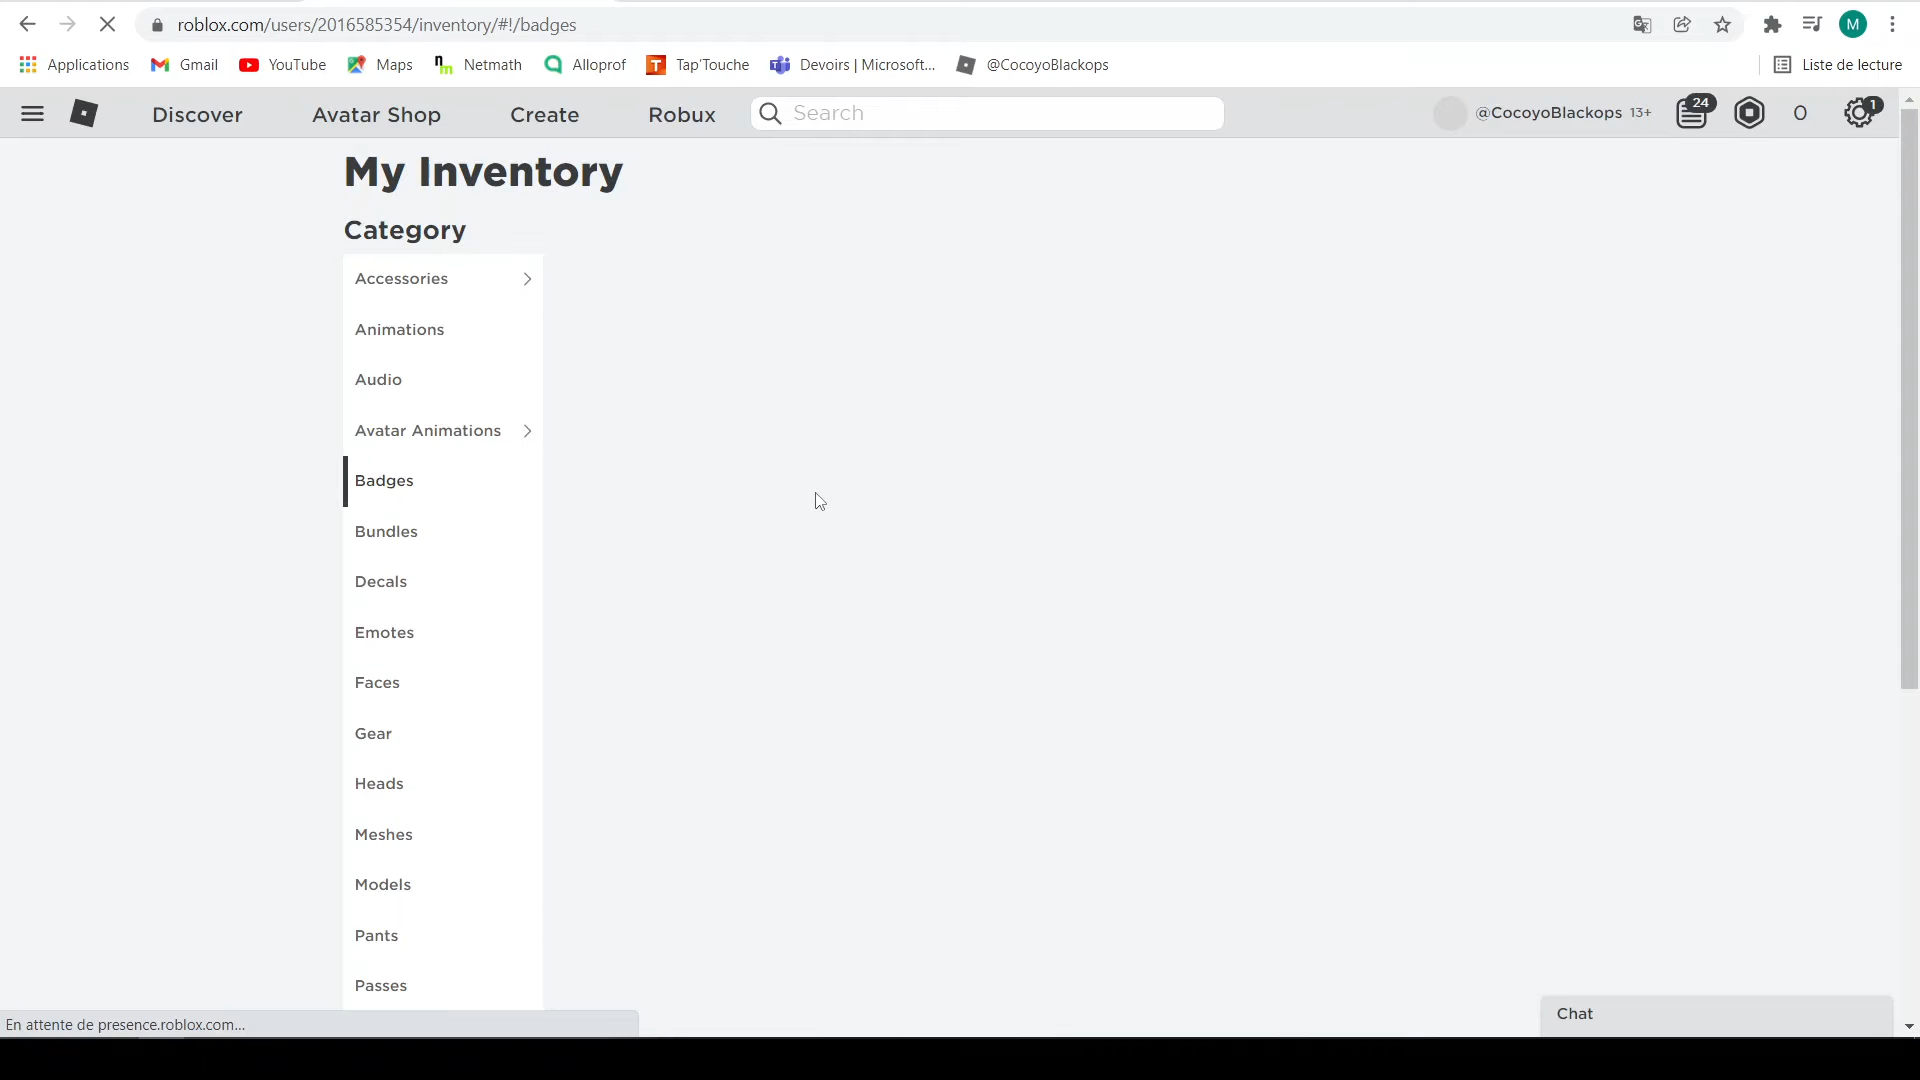 roblox.com/users/2016585354/inventory/#!/badges
M
Applications Gmail YouTube Maps Netmath Alloprof Tap'Touche Devoirs | Microsoft... @CocoyoBlackops Liste de lecture
Discover Avatar Shop Create Robux Search @CocoyoBlackops 13+ 24 0 1
My Inventory
Category
Accessories
Animations
Audio
Avatar Animations
Badges
Bundles
Decals
Emotes
Faces
Gear
Heads
Meshes
Models
Pants
Passes
Chat
En attente de presence.roblox.com...